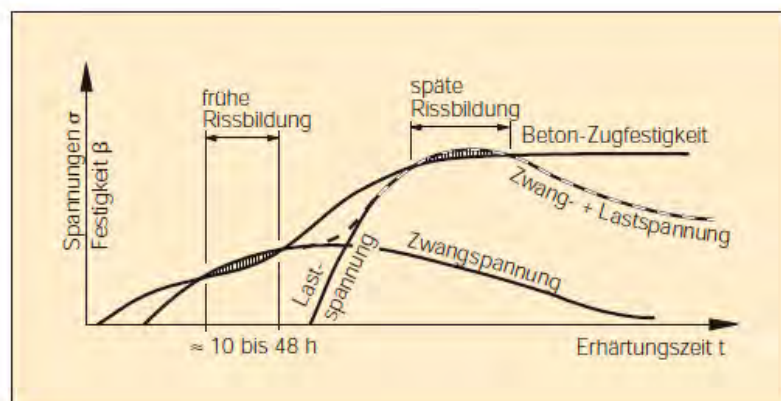 Spannungen σ
Festigkeit β
frühe
Rissbildung
späte
Rissbildung
Beton-Zugfestigkeit
Zwang- + Lastspannung
Zwangspannung
Last-
spannung
≈ 10 bis 48 h
Erhärtungszeit t